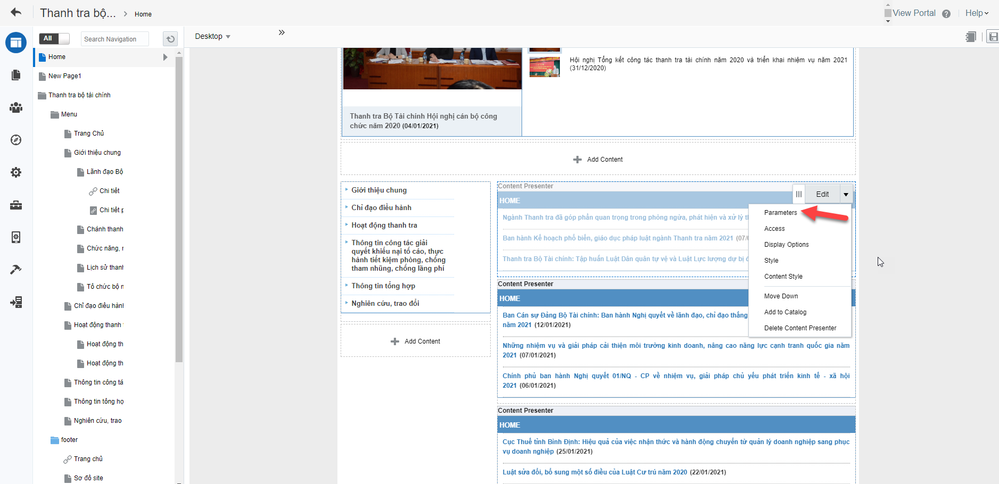 Thanh tra bộ...
Home
View Portal
Help
All
Search Navigation
Desktop
Home
New Page1
Thanh tra bộ tài chính
Menu
Trang Chủ
Giới thiệu chung
Lãnh đạo Bộ
Chi tiết
Chi tiết p
Chánh thanh
Chức năng, r
Lịch sử thanh
Tổ chức bộ n
Chỉ đạo điều hành
Hoạt động thanh t
Hoạt động th
Hoạt động th
Thông tin công tá
Thông tin tổng hợ
Nghiên cứu, trao
footer
Trang chủ
Sơ đồ site
Hội nghị Tổng kết công tác thanh tra tài chính năm 2020 và triển khai nhiệm vụ năm 2021
(31/12/2020)
Thanh tra Bộ Tài chính Hội nghị cán bộ công
chức năm 2020 (04/01/2021)
Add Content
Giới thiệu chung
Chỉ đạo điều hành
Hoạt động thanh tra
Thông tin công tác giải
quyết khiếu nại tố cáo, thực
hành tiết kiệm phòng, chống
tham nhũng, chống lãng phí
Thông tin tổng hợp
Nghiên cứu, trao đổi
Add Content
Content Presenter
HOME
Ngành Thanh tra đã góp phần quan trọng trong phòng ngừa, phát hiện và xử lý th
Ban hành Kế hoạch phổ biến, giáo dục pháp luật ngành Thanh tra năm 2021 (07/
Thanh tra Bộ Tài chính: Tập huấn Luật Dân quân tự vệ và Luật Lực lượng dự bị đ
Edit
Parameters
Access
Display Options
Style
Content Style
Move Down
Add to Catalog
Delete Content Presenter
Content Presenter
HOME
Ban Cán sự Đảng Bộ Tài chính: Ban hành Nghị quyết về lãnh đạo, chỉ đạo thắng
năm 2021 (12/01/2021)
Những nhiệm vụ và giải pháp cải thiện môi trường kinh doanh, nâng cao năng lực cạnh tranh quốc gia năm
2021 (07/01/2021)
Chính phủ ban hành Nghị quyết 01/NQ - CP về nhiệm vụ, giải pháp chủ yếu phát triển kinh tế - xã hội
2021 (06/01/2021)
Content Presenter
HOME
Cục Thuế tỉnh Bình Định: Hiệu quả của việc nhận thức và hành động chuyển từ quản lý doanh nghiệp sang phục
vụ doanh nghiệp (25/01/2021)
Luật sửa đổi, bổ sung một số điều của Luật Cư trú năm 2020 (22/01/2021)